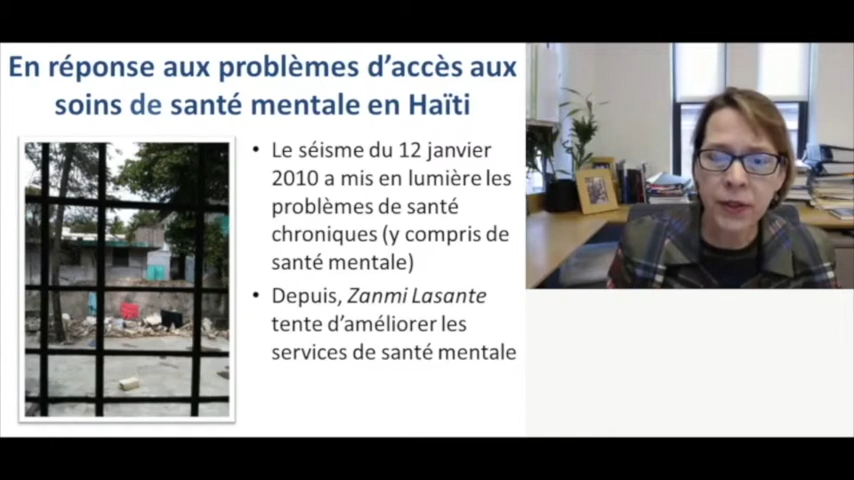 En réponse aux problèmes d'accès aux
soins de santé mentale en Haïti
• Le séisme du 12 janvier
2010 a mis en lumière les
problèmes de santé
chroniques (y compris de
santé mentale)
• Depuis, Zanmi Lasante
tente d'améliorer les
services de santé mentale